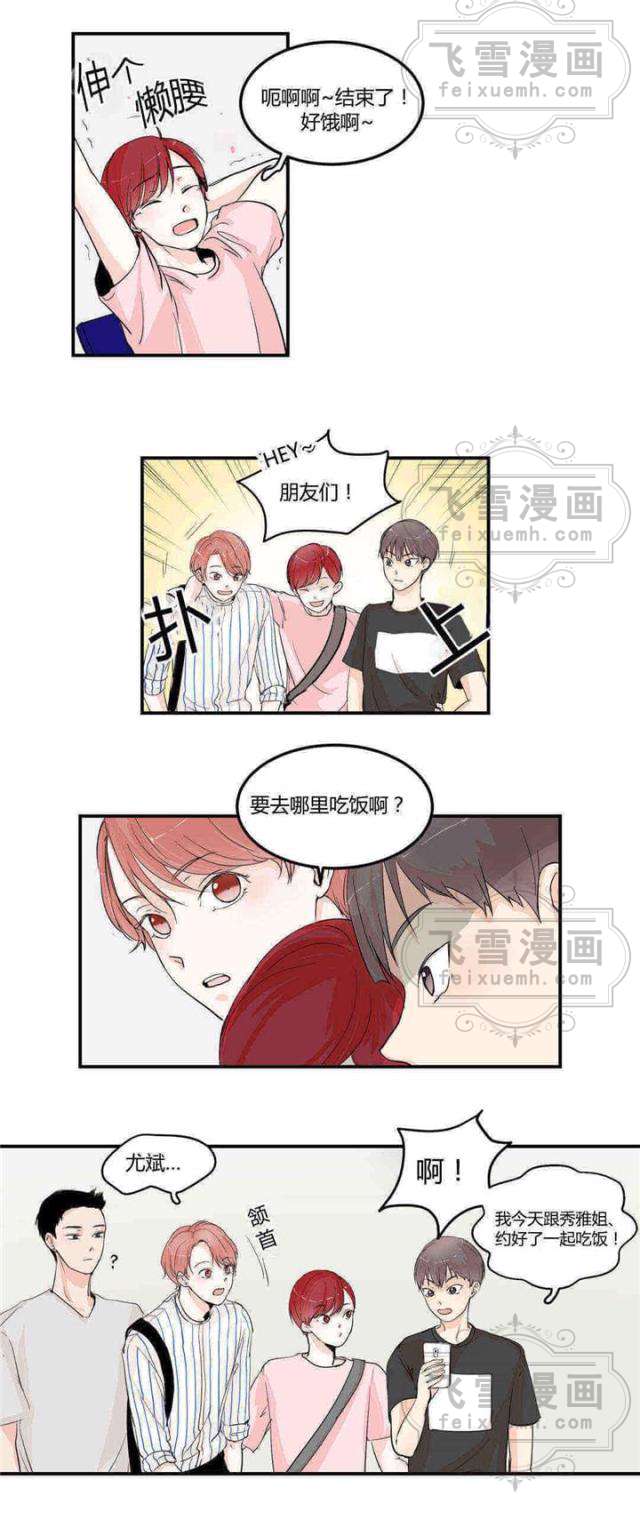 飞雪漫画
feixuemh.com
伸个
懒腰
呃啊啊~结束了！
好饿啊~
HEY~
朋友们！
飞雪漫画
feixuemh.com
扑
上
要去哪里吃饭啊？
飞雪漫画
feixuemh.com
尤斌...
?
颔首
啊！
我今天跟秀雅姐、
约好了一起吃饭！
飞雪漫画
feixuemh.com